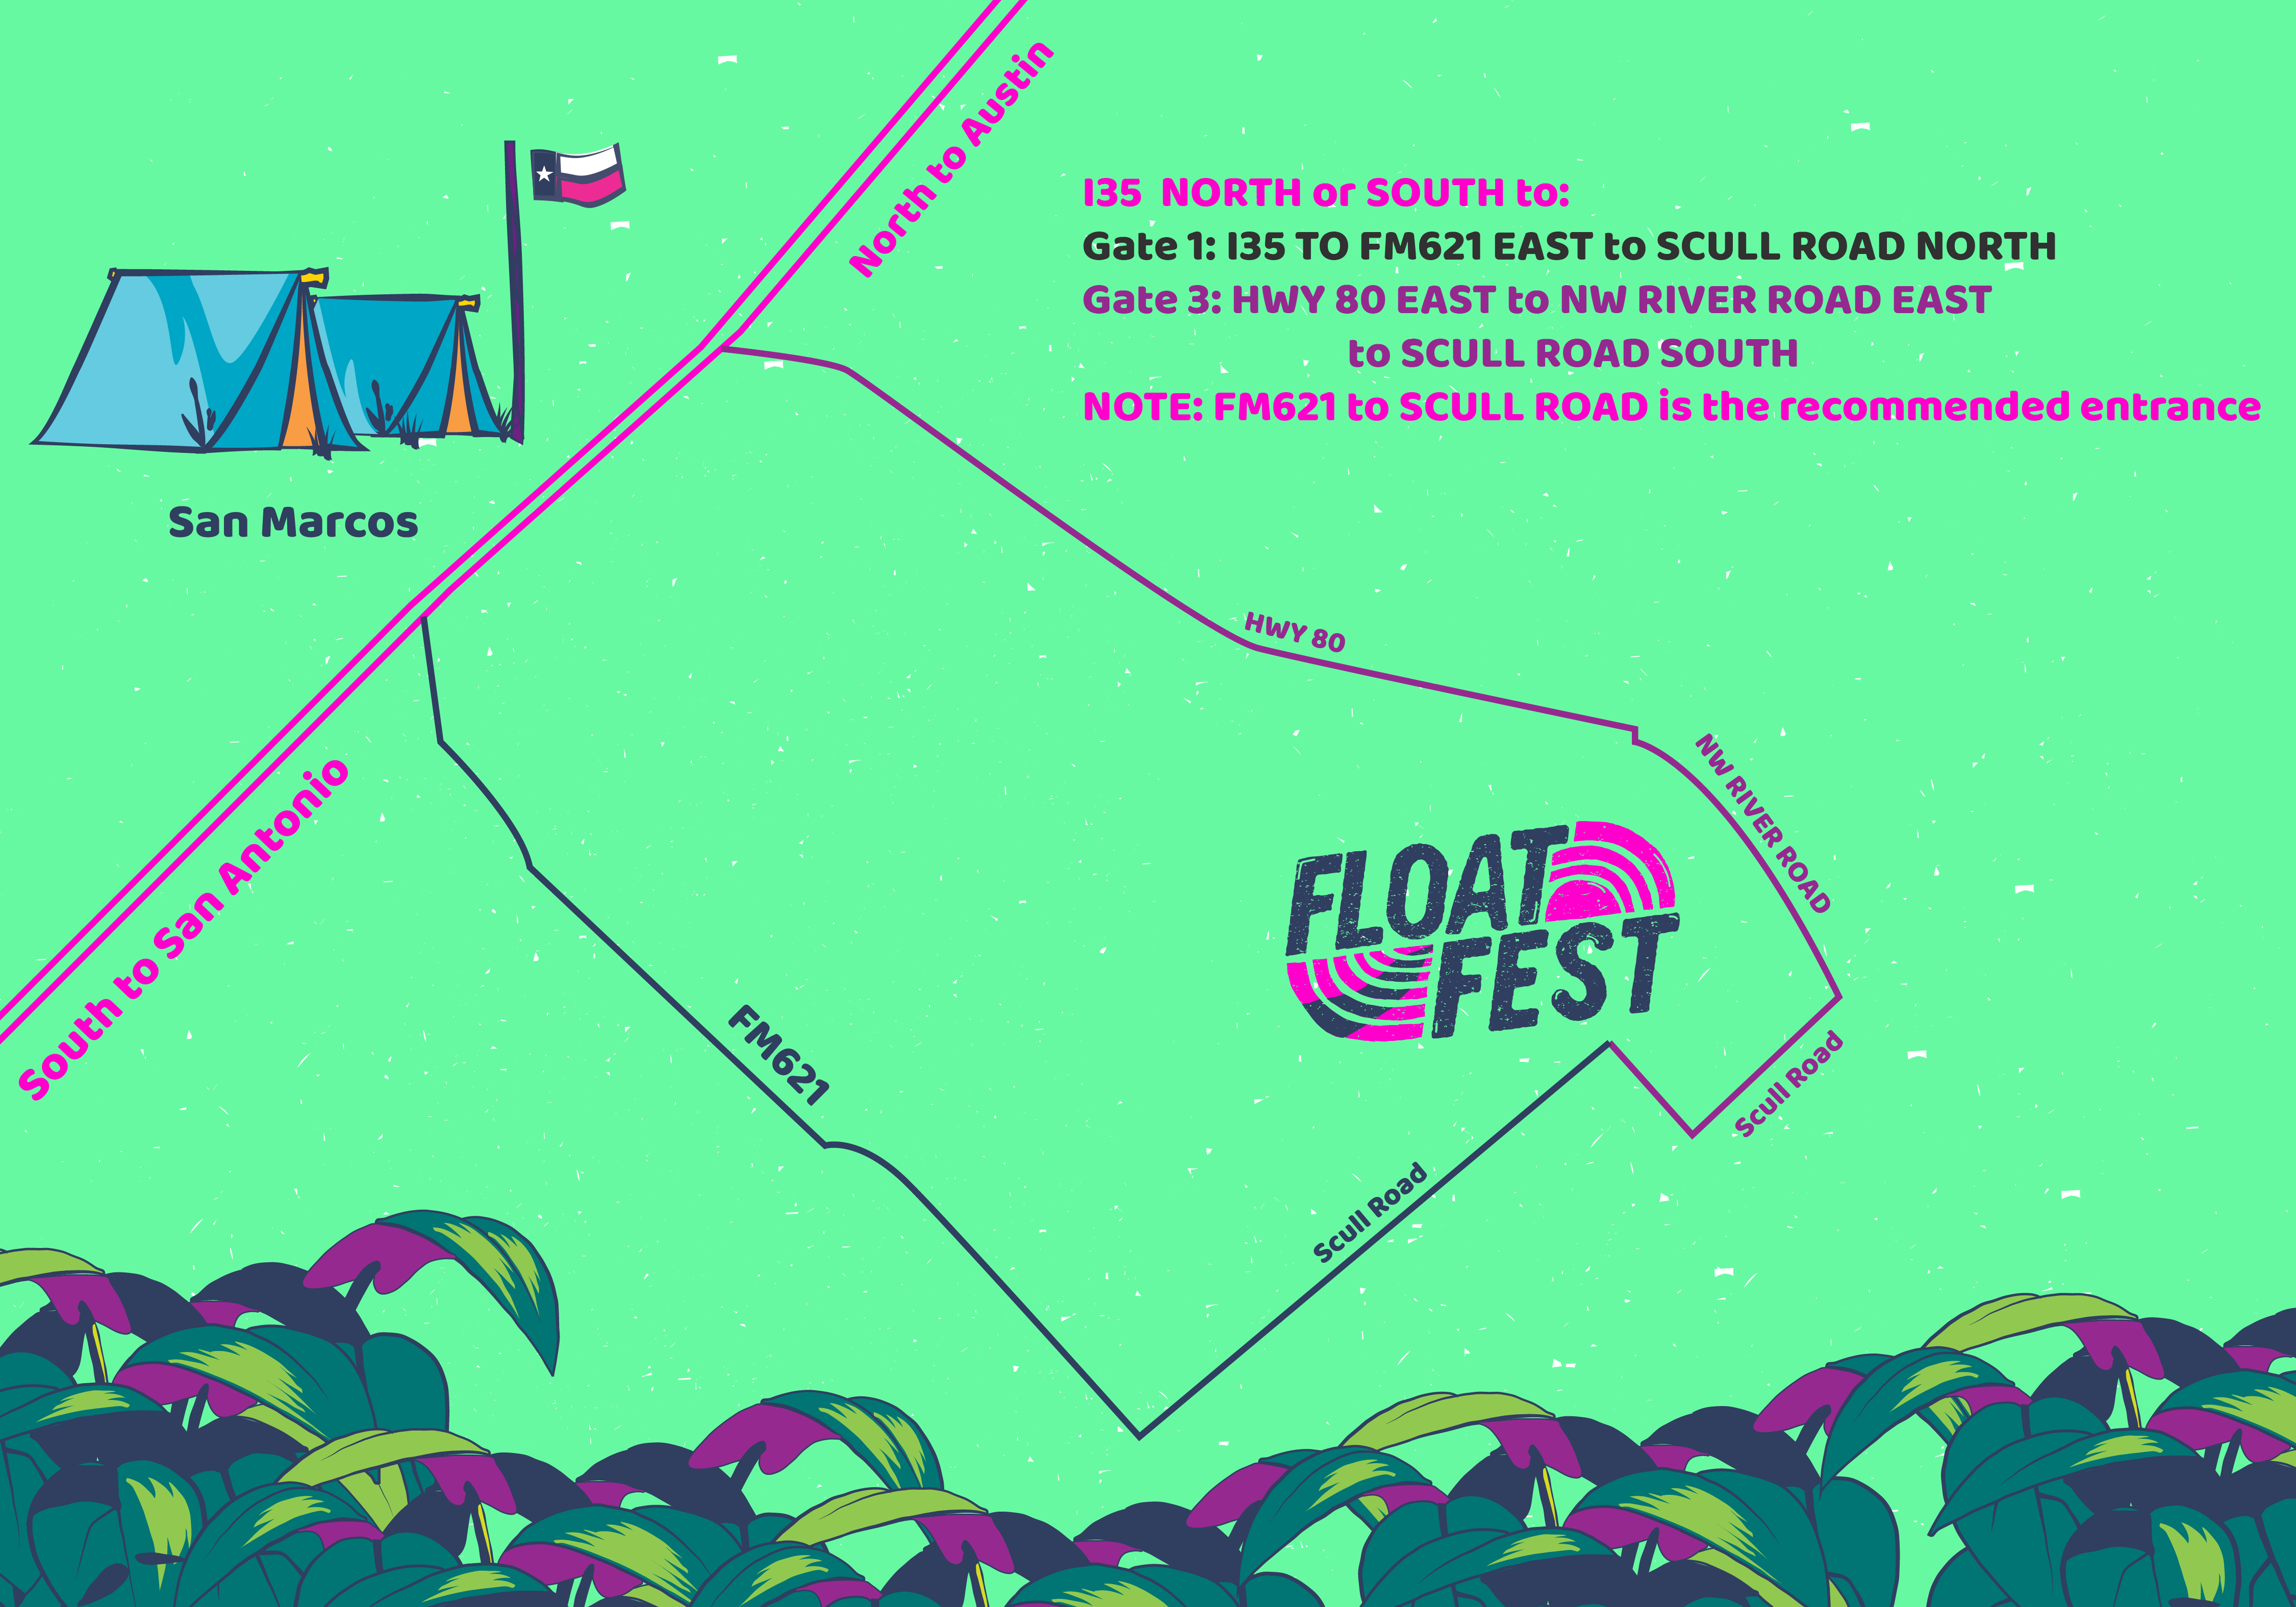 North to Austin
I35 NORTH or SOUTH to:
Gate 1: I35 TO FM621 EAST to SCULL ROAD NORTH
Gate 3: HWY 80 EAST to NW RIVER ROAD EAST
to SCULL ROAD SOUTH
NOTE: FM621 to SCULL ROAD is the recommended entrance
San Marcos
HWY 80
NW RIVER ROAD
South to San Antonio
FLOAT
FEST
FM621
Scull Road
Scull Road